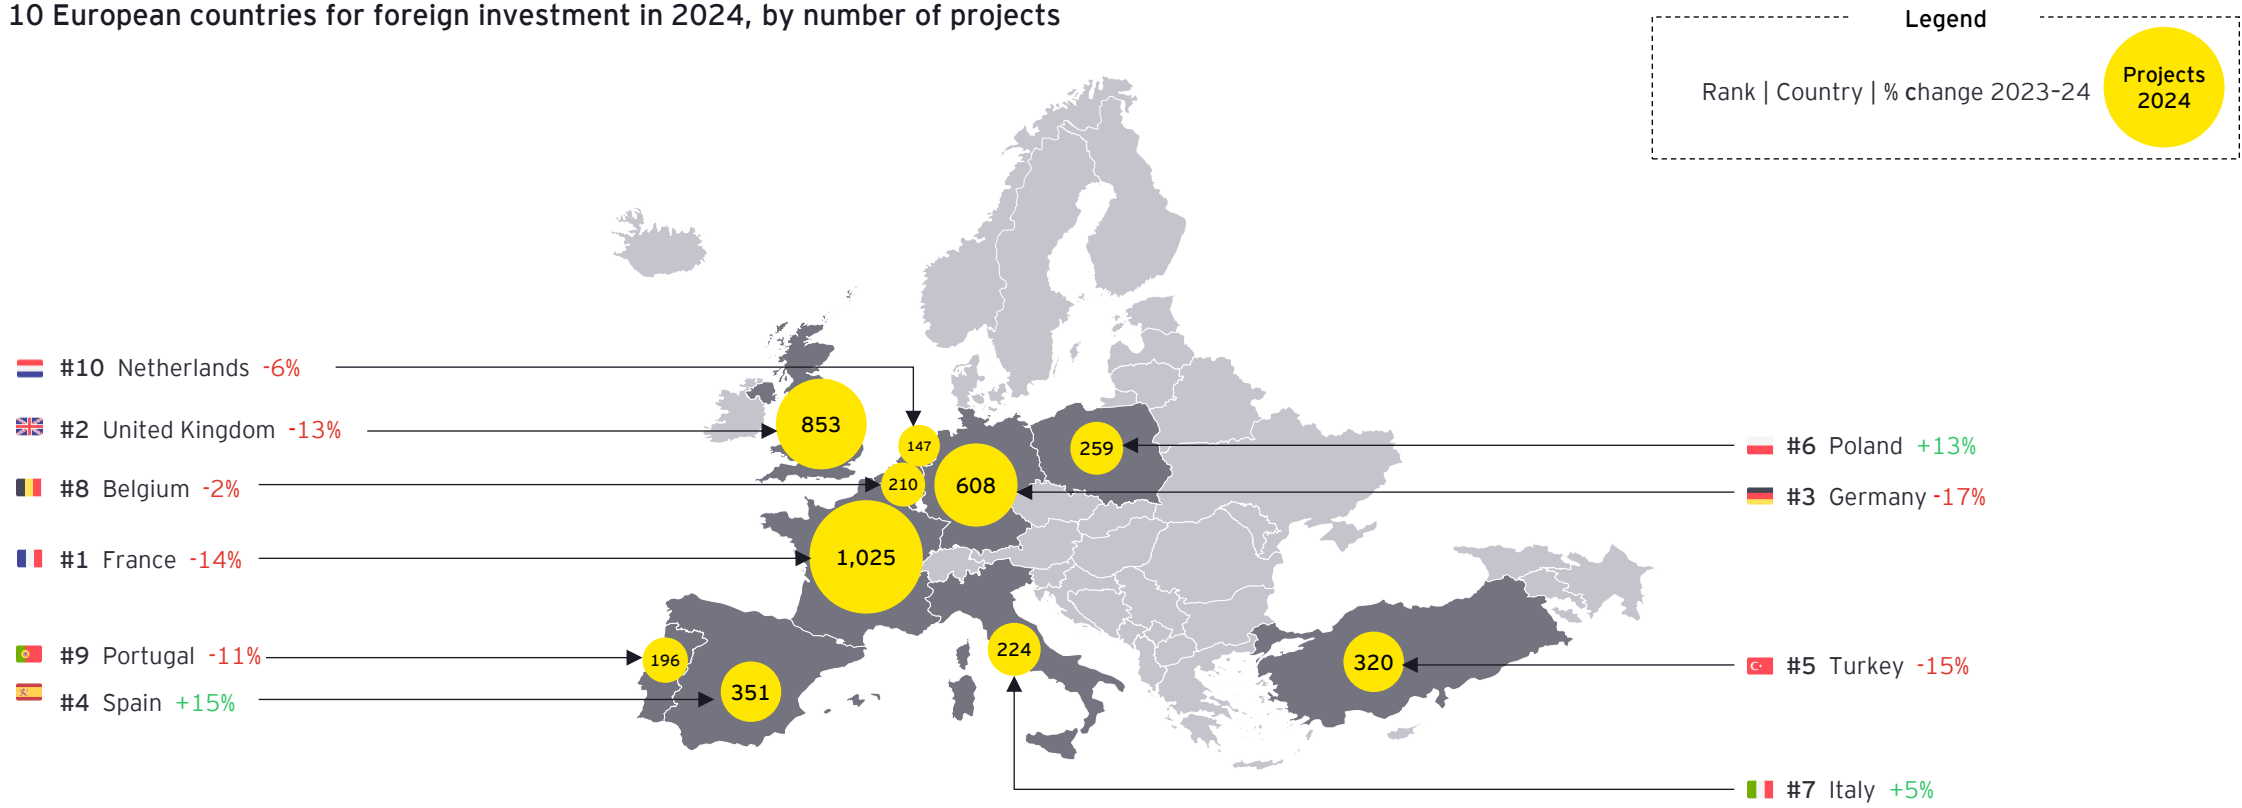 10 European countries for foreign investment in 2024, by number of projects
Legend
Rank | Country | % change 2023–24
Projects
2024
#10 Netherlands -6%
#2 United Kingdom -13%
#8 Belgium -2%
#1 France -14%
#9 Portugal -11%
#4 Spain +15%
853
147
210
608
259
1,025
196
351
224
320
#6 Poland +13%
#3 Germany -17%
#5 Turkey -15%
#7 Italy +5%